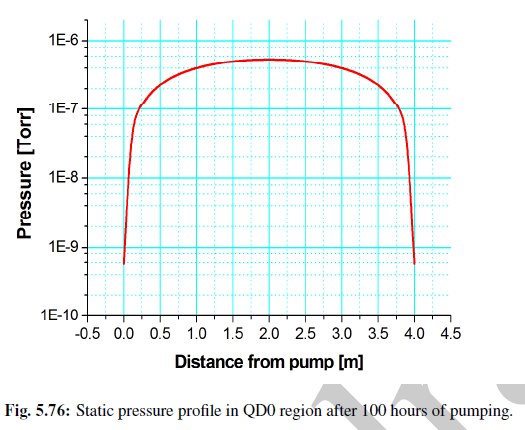 1E-6
1E-7
1E-8
1E-9
1E-10
Pressure [Torr]
-0.5 0.0 0.5 1.0 1.5 2.0 2.5 3.0 3.5 4.0 4.5
Distance from pump [m]
Fig. 5.76: Static pressure profile in QD0 region after 100 hours of pumping.